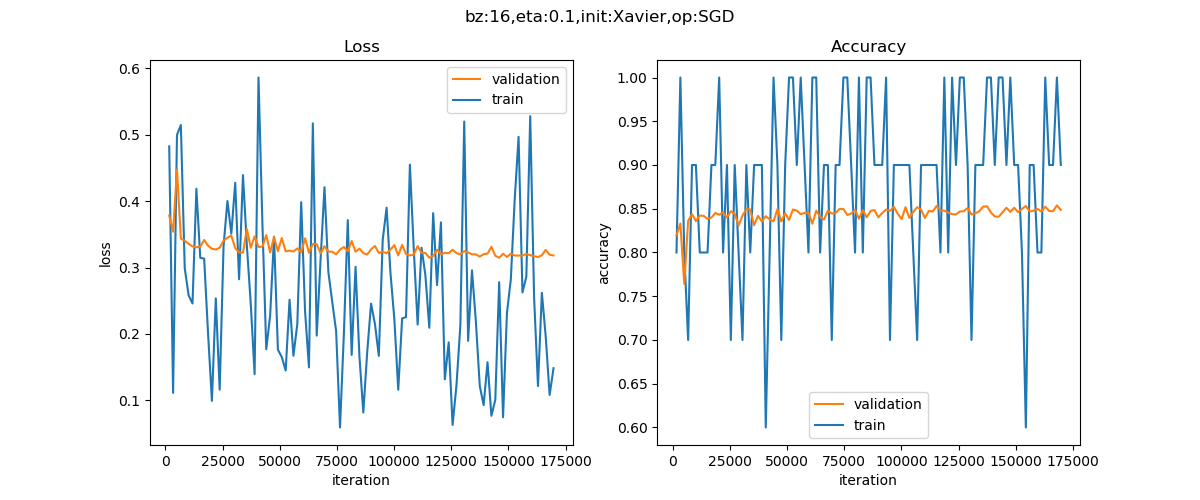 bz:16,eta:0.1,init:Xavier,op:SGD
Loss
validation
train
0.6
0.5
0.4
0.3
0.2
0.1
loss
0
25000
50000
75000
100000
125000
150000
175000
iteration
Accuracy
1.00
0.95
0.90
0.85
0.80
0.75
0.70
0.65
0.60
accuracy
validation
train
0
25000
50000
75000
100000
125000
150000
175000
iteration